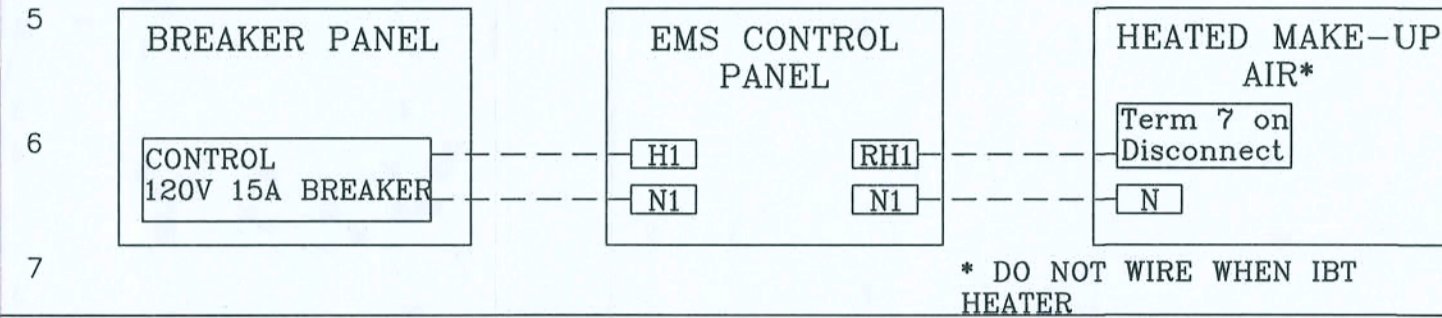 5
BREAKER PANEL
CONTROL
120V 15A BREAKER
EMS CONTROL
PANEL
H1
RH1
N1
N1
HEATED MAKE-UP
AIR*
Term 7 on
Disconnect
N
6
7
* DO NOT WIRE WHEN IBT
HEATER